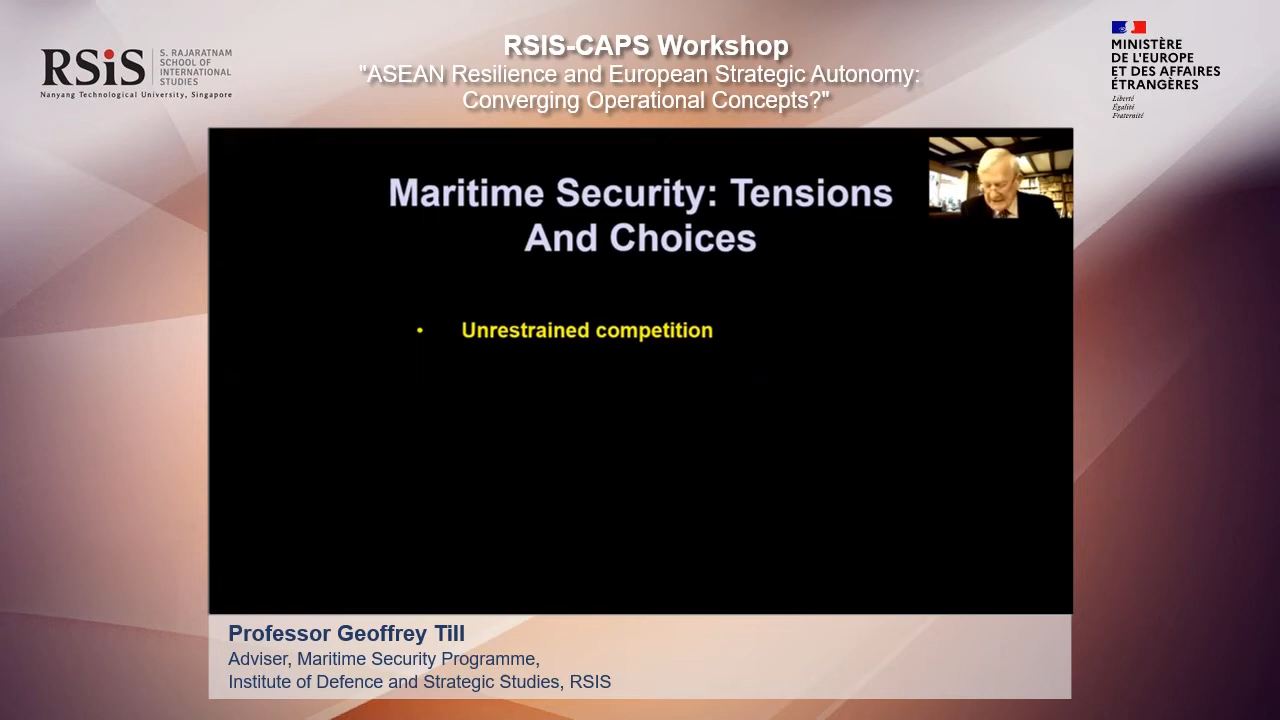 RSiS
S. RAJARATNAM
SCHOOL OF
INTERNATIONAL
STUDIES
Nanyang Technological University, Singapore
RSIS-CAPS Workshop
"ASEAN Resilience and European Strategic Autonomy:
Converging Operational Concepts?"
MINISTÈRE
DE L'EUROPE
ET DES AFFAIRES
ÉTRANGÈRES
Liberté
Égalité
Fraternité
Maritime Security: Tensions
And Choices
• Unrestrained competition
Professor Geoffrey Till
Adviser, Maritime Security Programme,
Institute of Defence and Strategic Studies, RSIS